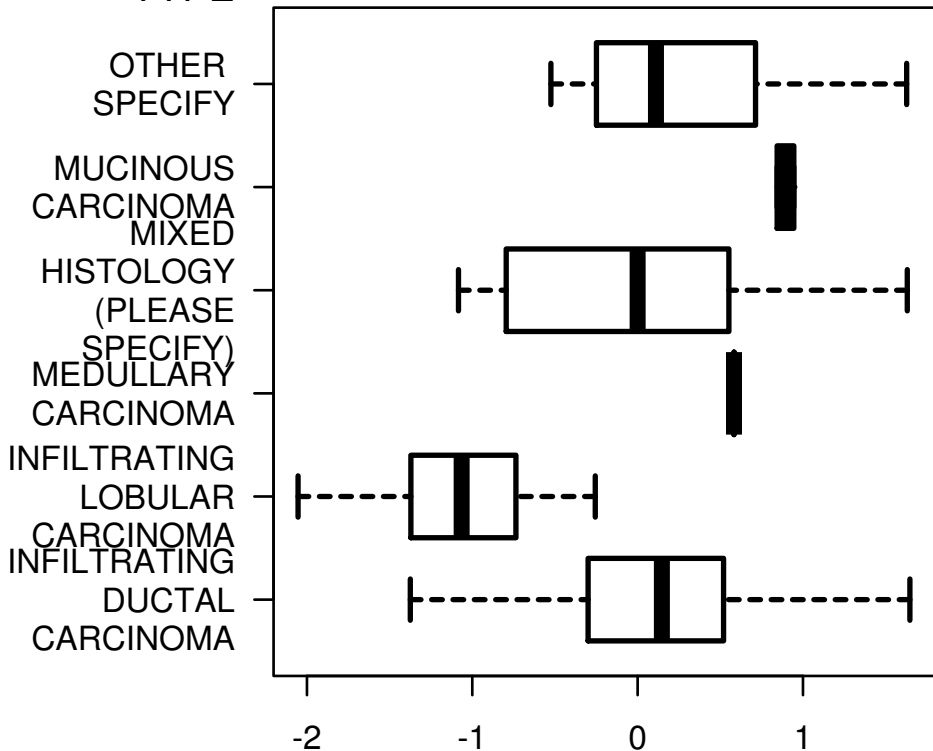 OTHER
SPECIFY
MUCINOUS
CARCINOMA
MIXED
HISTOLOGY
(PLEASE
SPECIFY)
MEDULLARY
CARCINOMA
INFILTRATING
LOBULAR
CARCINOMA
INFILTRATING
DUCTAL
CARCINOMA
-2 -1 0 1